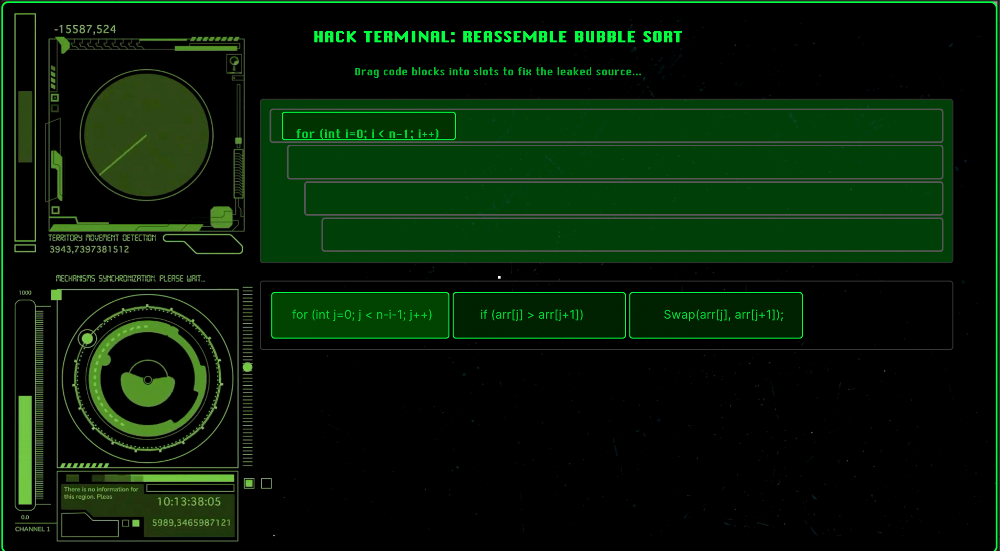 -15587,524
HACK TERMINAL: REASSEMBLE BUBBLE SORT
Drag code blocks into slots to fix the leaked source...
for (int i=0; i < n-1; i++)
TERRITORY MOVEMENT DETECTION
3943,7397381512
MECHANISMS SYNCHRONIZATION. PLEASE WAIT...
1000
for (int j=0; j < n-i-1; j++)
if (arr[j] > arr[j+1])
Swap(arr[j], arr[j+1]);
There is no information for
this region. Pleas
10:13:38:05
0.0
5989,3465987121
CHANNEL 1